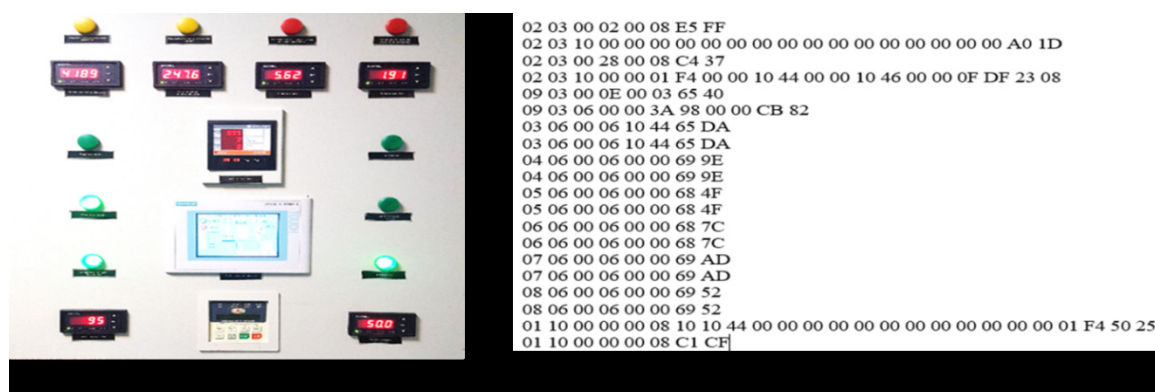 4189
247.6
5.62
1.91
95
50.0
02 03 00 02 00 08 E5 FF
02 03 10 00 00 00 00 00 00 00 00 00 00 00 00 00 00 00 00 A0 1D
02 03 00 28 00 08 C4 37
02 03 10 00 00 01 F4 00 00 10 44 00 00 10 46 00 00 0F DF 23 08
09 03 00 0E 00 03 65 40
09 03 06 00 00 3A 98 00 00 CB 82
03 06 00 06 10 44 65 DA
03 06 00 06 10 44 65 DA
04 06 00 06 00 00 69 9E
04 06 00 06 00 00 69 9E
05 06 00 06 00 00 68 4F
05 06 00 06 00 00 68 4F
06 06 00 06 00 00 68 7C
06 06 00 06 00 00 68 7C
07 06 00 06 00 00 69 AD
07 06 00 06 00 00 69 AD
08 06 00 06 00 00 69 52
08 06 00 06 00 00 69 52
01 10 00 00 00 08 10 10 44 00 00 00 00 00 00 00 00 00 00 00 00 01 F4 50 25
01 10 00 00 00 08 C1 CF